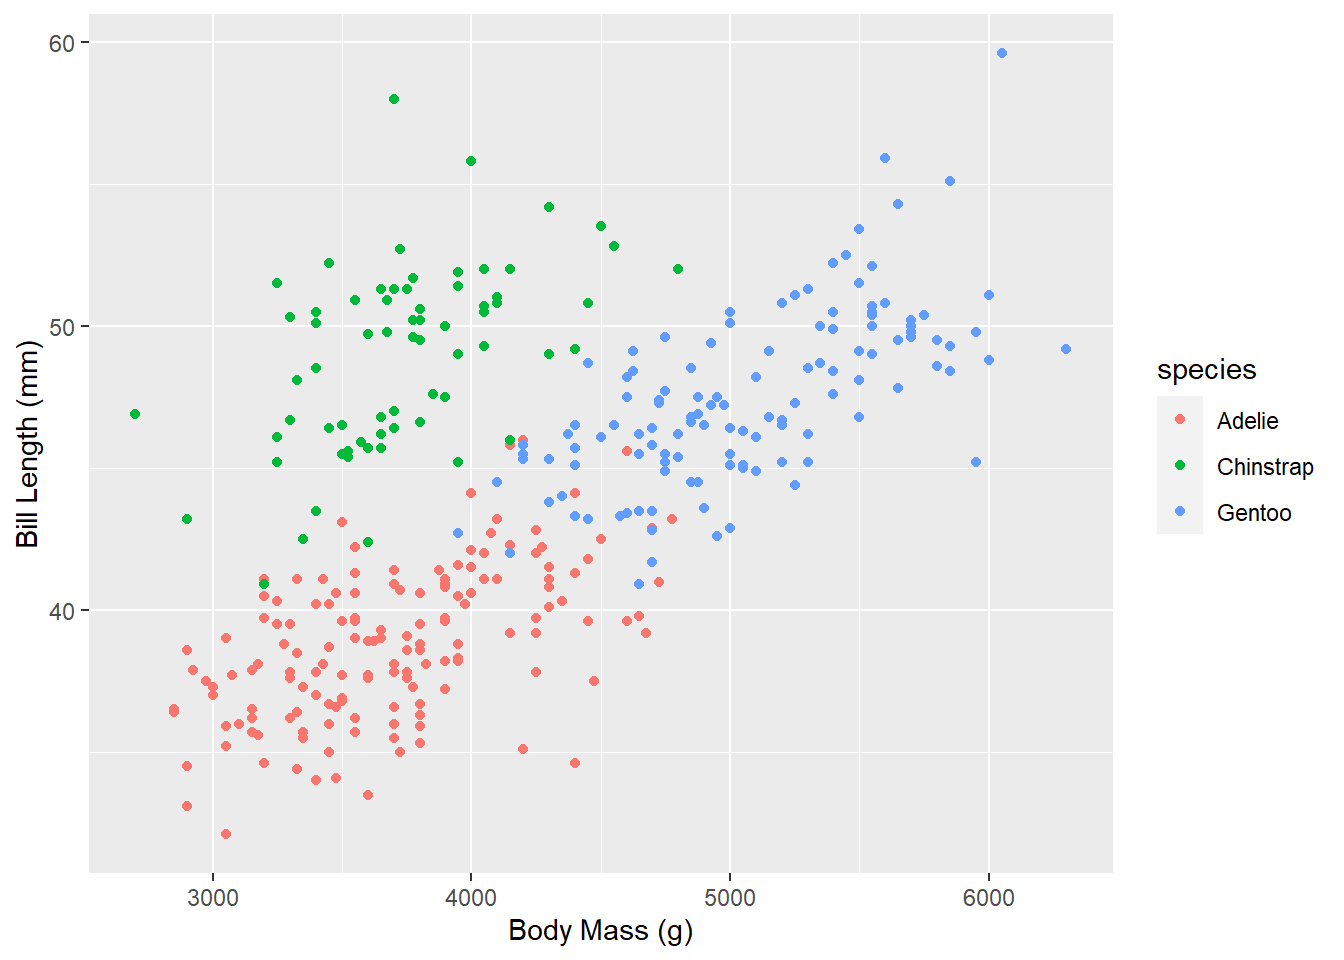 60
50
40
Bill Length (mm)
3000
4000
5000
6000
Body Mass (g)
species
Adelie
Chinstrap
Gentoo